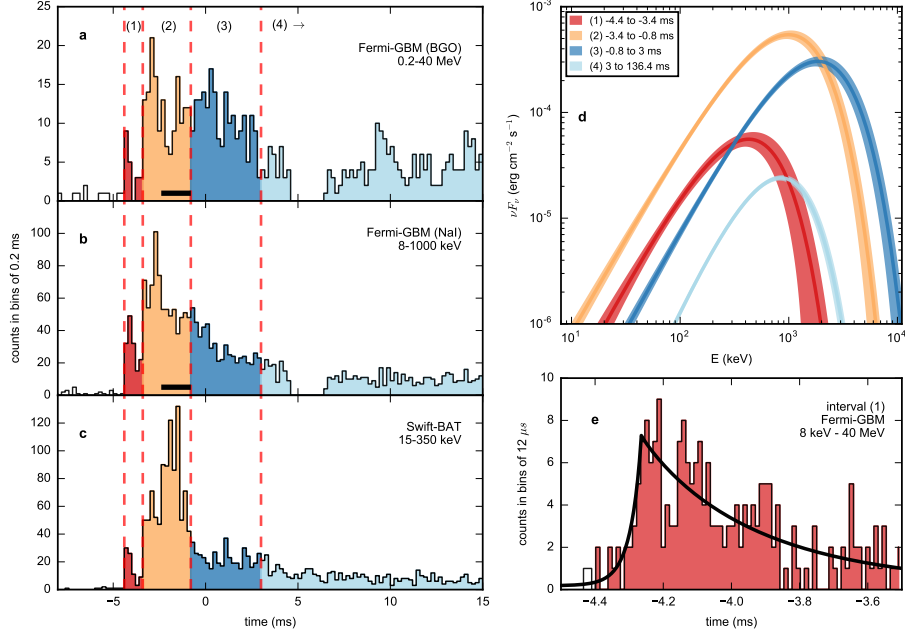 25
20
15
10
5
0
a
(1)
(2)
(3)
(4) →
Fermi-GBM (BGO)
0.2-40 MeV
100
80
60
40
20
0
b
Fermi-GBM (NaI)
8-1000 keV
counts in bins of 0.2 ms
120
100
80
60
40
20
0
c
Swift-BAT
15-350 keV
−5
0
5
10
15
time (ms)
10⁻³
10⁻⁴
10⁻⁵
10⁻⁶
νFᵥ (erg cm⁻² s⁻¹)
(1) -4.4 to -3.4 ms
(2) -3.4 to -0.8 ms
(3) -0.8 to 3 ms
(4) 3 to 136.4 ms
d
10¹
10²
10³
10⁴
E (keV)
10
8
6
4
2
0
counts in bins of 12 μs
e
interval (1)
Fermi-GBM
8 keV - 40 MeV
−4.4
−4.2
−4.0
−3.8
−3.6
time (ms)